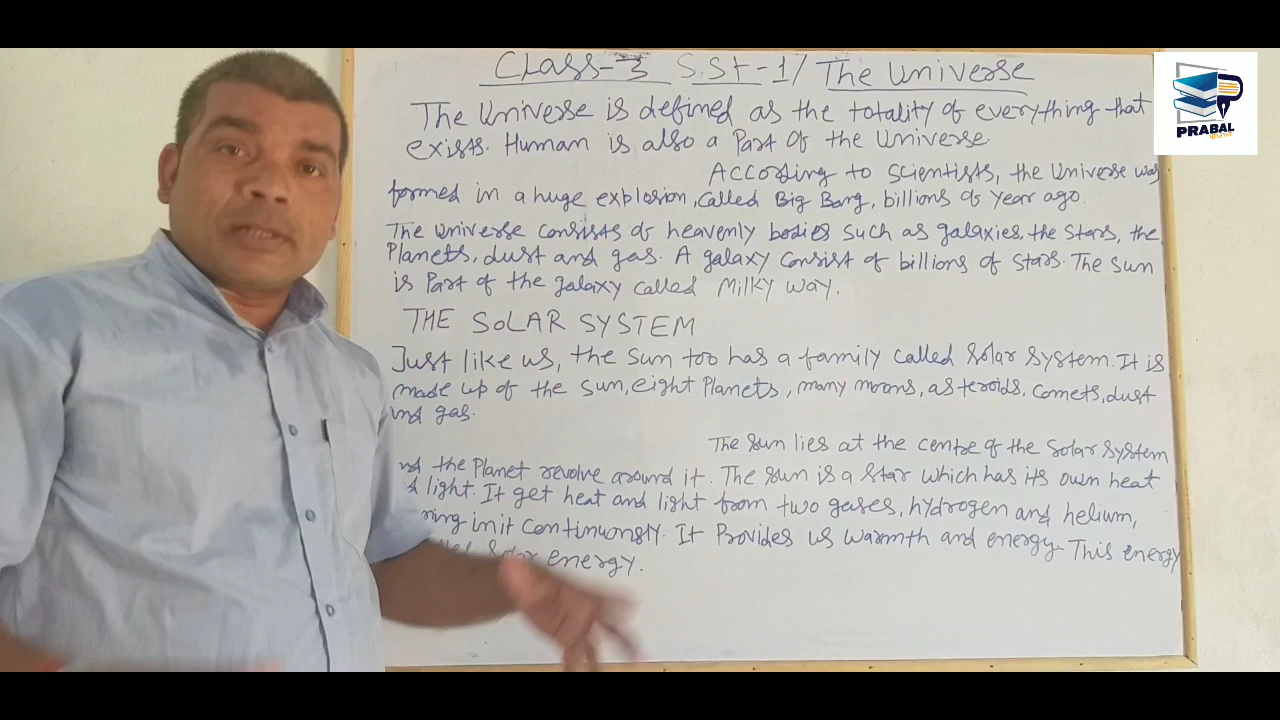 Class-3 S.St-1/ The Universe
PRABAL
The Universe is defined as the totality of everything that
exists. Human is also a Part of the Universe.
According to scientists, the Universe was
formed in a huge explosion, called Big Bang, billions of year ago.
The Universe consists of heavenly bodies such as galaxies, the stars, the
Planets, dust and gas. A galaxy consist of billions of stars. The sun
is Part of the galaxy called Milky way.
THE SOLAR SYSTEM
Just like us, the sun too has a family called Solar System. It is
made up of the sun, eight Planets, many moons, asteroids, comets, dust
and gas.
The sun lies at the centre of the solar system
the Planet revolve around it. The sun is a star which has its own heat
light. It get heat and light from two gases, hydrogen and helium,
in it continuously. It Provides us warmth and energy. This energy
solar energy.